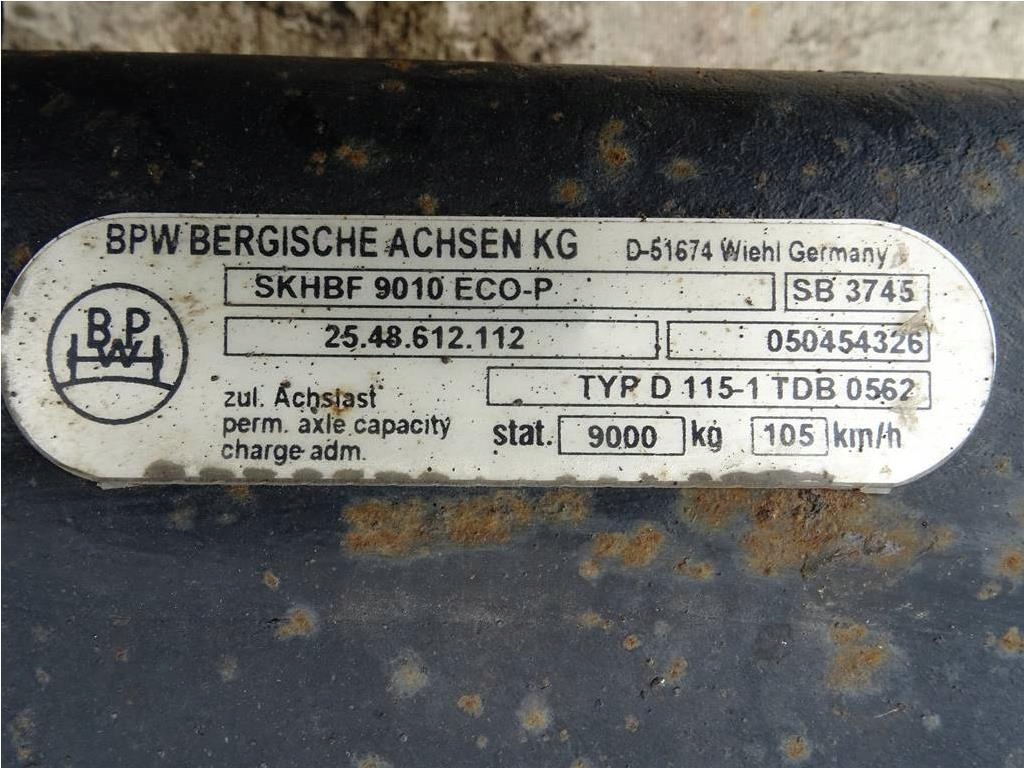 BPW BERGISCHE ACHSEN KG D-51674 Wiehl Germany
SKHBF 9010 ECO-P SB 3745
BPW
25.48.612.112 050454326
TYP D 115-1 TDB 0562
zul. Achslast
perm. axle capacity stat. 9000 kg 105 km/h
charge adm.